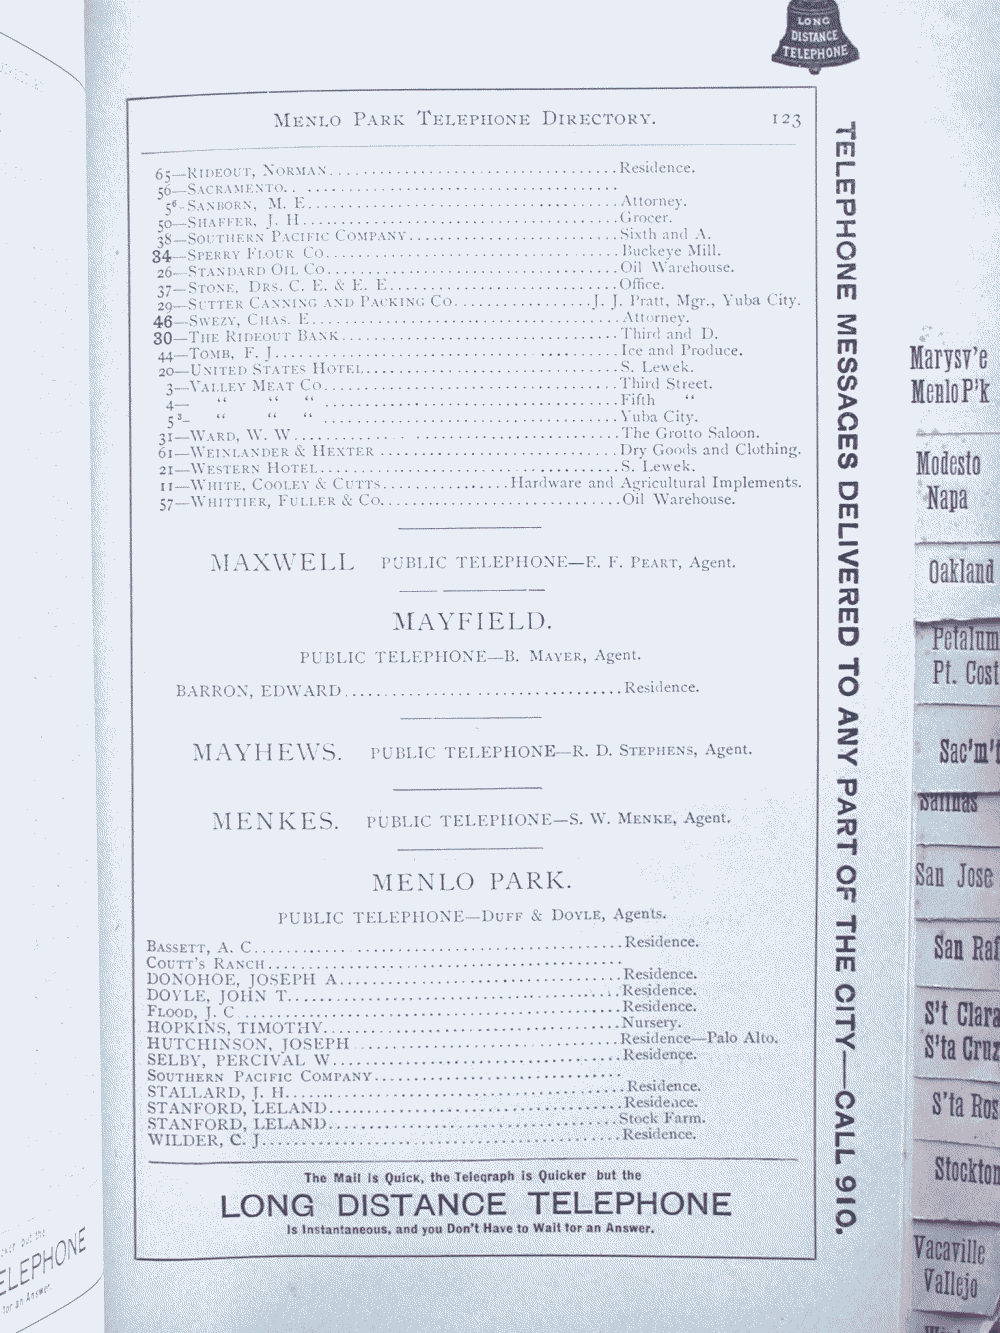 LONG
DISTANCE
TELEPHONE
MENLO PARK TELEPHONE DIRECTORY. 123
65—RIDEOUT, NORMAN. Residence.
56—SACRAMENTO.
5⁶-SANBORN, M. E. Attorney.
50—SHAFFER, J. H. Grocer.
38—SOUTHERN PACIFIC COMPANY. Sixth and A.
34—SPERRY FLOUR CO. Buckeye Mill.
26—STANDARD OIL CO. Oil Warehouse.
37—STONE, DRS. C. E. & E. E. Office.
29—SUTTER CANNING AND PACKING CO. J. J. Pratt, Mgr., Yuba City.
46—SWEZY, CHAS. E. Attorney.
30—THE RIDEOUT BANK. Third and D.
44—TOMB, F. J. Ice and Produce.
20—UNITED STATES HOTEL. S. Lewek.
3—VALLEY MEAT CO. Third Street.
4— “ “ “ Fifth “
5³- “ “ “ Yuba City.
31—WARD, W. W. The Grotto Saloon.
61—WEINLANDER & HEXTER Dry Goods and Clothing.
21—WESTERN HOTEL. S. Lewek.
11—WHITE, COOLEY & CUTTS. Hardware and Agricultural Implements.
57—WHITTIER, FULLER & CO. Oil Warehouse.
MAXWELL PUBLIC TELEPHONE—E. F. PEART, Agent.
MAYFIELD.
PUBLIC TELEPHONE—B. MAYER, Agent.
BARRON, EDWARD. Residence.
MAYHEWS. PUBLIC TELEPHONE—R. D. STEPHENS, Agent.
MENKES. PUBLIC TELEPHONE—S. W. MENKE, Agent.
MENLO PARK.
PUBLIC TELEPHONE—DUFF & DOYLE, Agents.
BASSETT, A. C. Residence.
COUTT'S RANCH.
DONOHOE, JOSEPH A. Residence.
DOYLE, JOHN T. Residence.
FLOOD, J. C. Residence.
HOPKINS, TIMOTHY. Nursery.
HUTCHINSON, JOSEPH Residence—Palo Alto.
SELBY, PERCIVAL W. Residence.
SOUTHERN PACIFIC COMPANY.
STALLARD, J. H. Residence.
STANFORD, LELAND. Residence.
STANFORD, LELAND. Stock Farm.
WILDER, C. J. Residence.
The Mail is Quick, the Telegraph is Quicker but the
LONG DISTANCE TELEPHONE
Is Instantaneous, and you Don't Have to Wait for an Answer.
TELEPHONE MESSAGES DELIVERED TO ANY PART OF THE CITY—CALL 910.
Marysv'e
Menlo P'k
Modesto
Napa
Oakland
Petalum
Pt. Cost
Sac'm't
Salinas
San Jose
San Raf
S't Clara
S'ta Cruz
S'ta Ros
Stockton
Vacaville
Vallejo
cker but the
ELEPHONE
for an Answer.